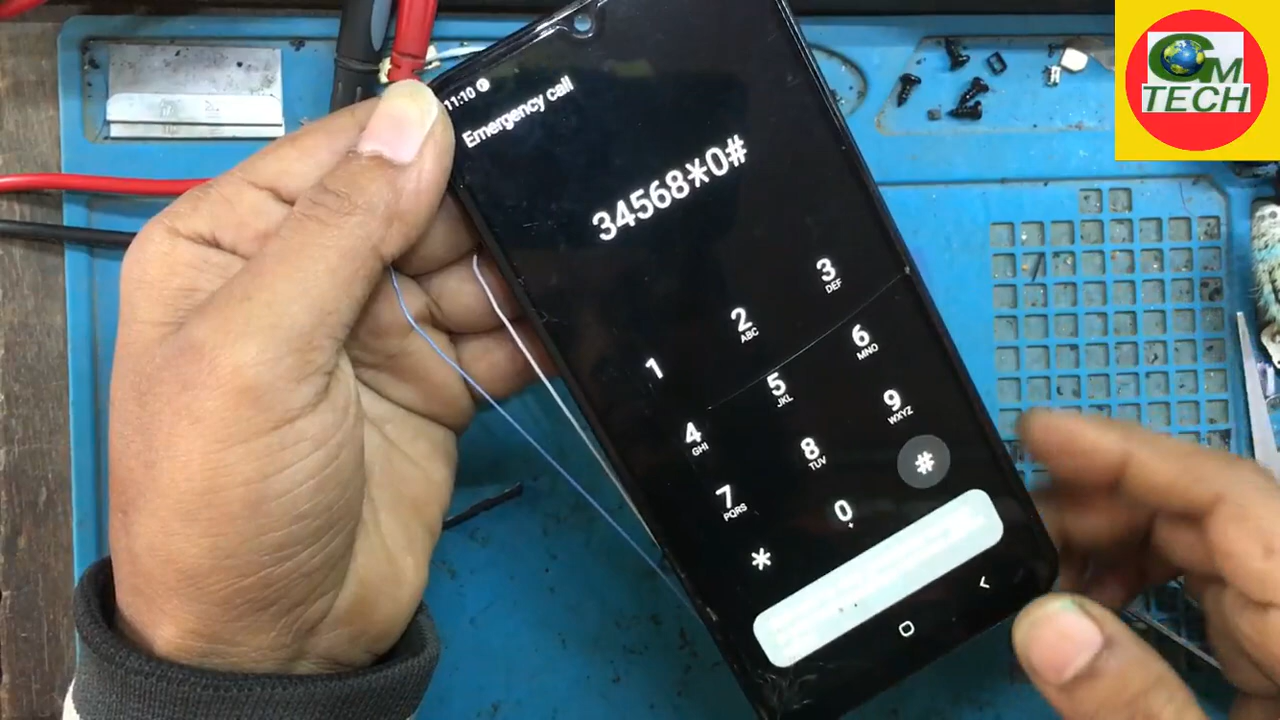 11:10
Emergency call
34568*0#
1
2
ABC
3
DEF
4
GHI
5
JKL
6
MNO
7
PQRS
8
TUV
9
WXYZ
*
0
+
#
GM
TECH